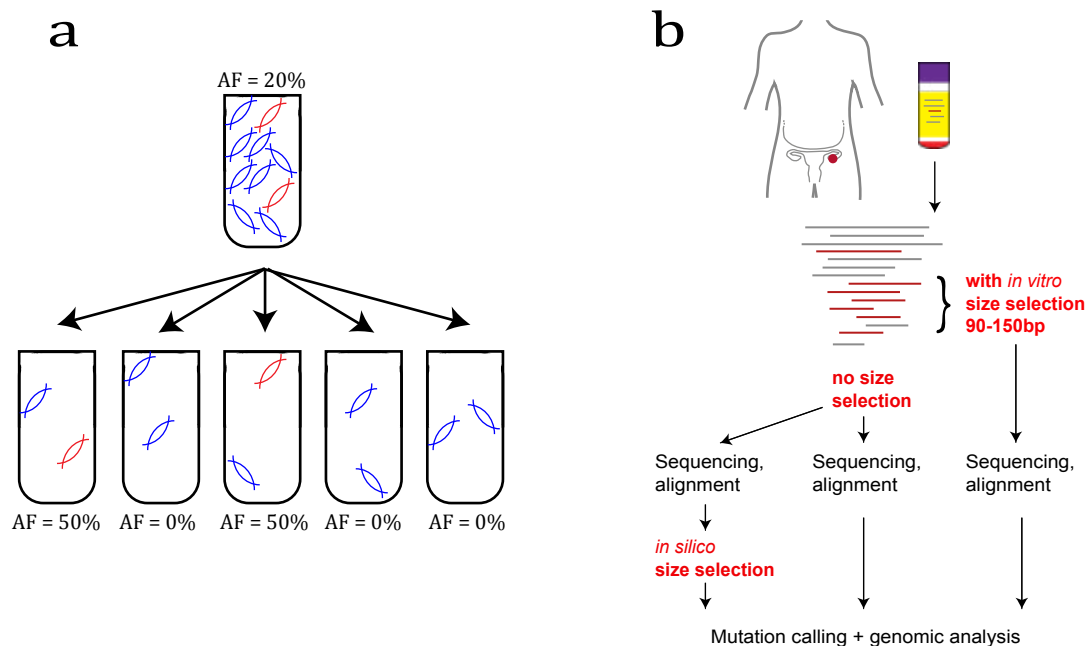 a
AF = 20%
AF = 50%
AF = 0%
AF = 50%
AF = 0%
AF = 0%
b
with in vitro
size selection
90-150bp
no size
selection
Sequencing,
alignment
Sequencing,
alignment
Sequencing,
alignment
in silico
size selection
Mutation calling + genomic analysis